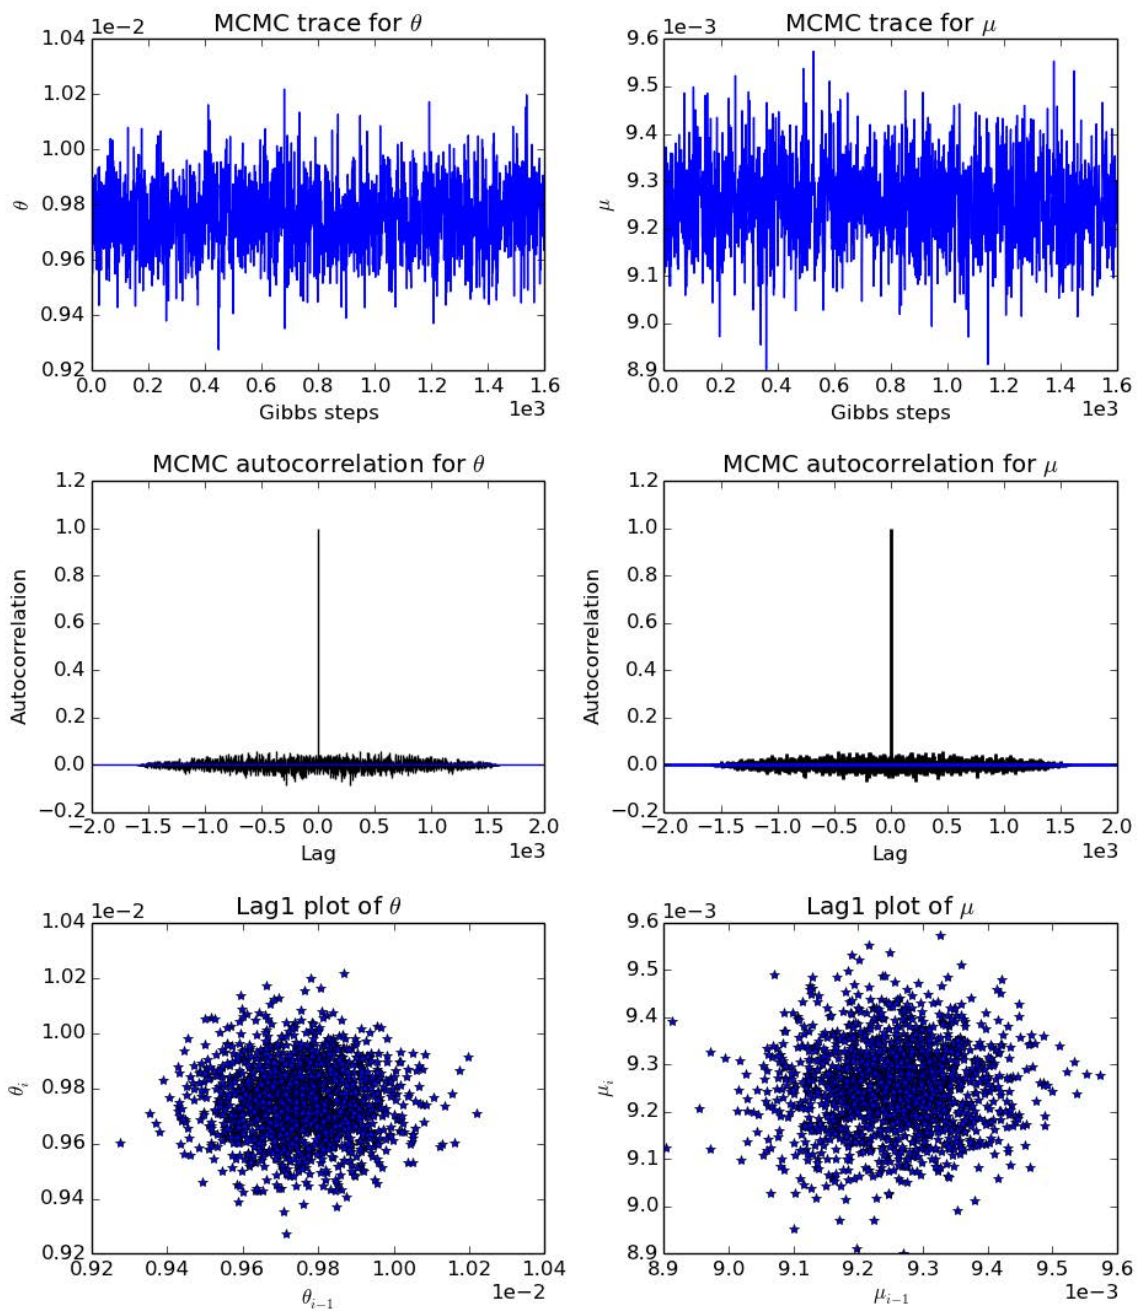 MCMC trace for θ
1e−2
1.04
1.02
1.00
0.98
0.96
0.94
0.92
θ
0.0 0.2 0.4 0.6 0.8 1.0 1.2 1.4 1.6
1e3
Gibbs steps
MCMC trace for μ
1e−3
9.6
9.5
9.4
9.3
9.2
9.1
9.0
8.9
μ
0.0 0.2 0.4 0.6 0.8 1.0 1.2 1.4 1.6
1e3
Gibbs steps
MCMC autocorrelation for θ
1.2
1.0
0.8
0.6
0.4
0.2
0.0
−0.2
Autocorrelation
−2.0 −1.5 −1.0 −0.5 0.0 0.5 1.0 1.5 2.0
1e3
Lag
MCMC autocorrelation for μ
1.2
1.0
0.8
0.6
0.4
0.2
0.0
−0.2
Autocorrelation
−2.0 −1.5 −1.0 −0.5 0.0 0.5 1.0 1.5 2.0
1e3
Lag
Lag1 plot of θ
1e−2
1.04
1.02
1.00
0.98
0.96
0.94
0.92
θi
0.92 0.94 0.96 0.98 1.00 1.02 1.04
1e−2
θi−1
Lag1 plot of μ
1e−3
9.6
9.5
9.4
9.3
9.2
9.1
9.0
8.9
μi
8.9 9.0 9.1 9.2 9.3 9.4 9.5 9.6
1e−3
μi−1